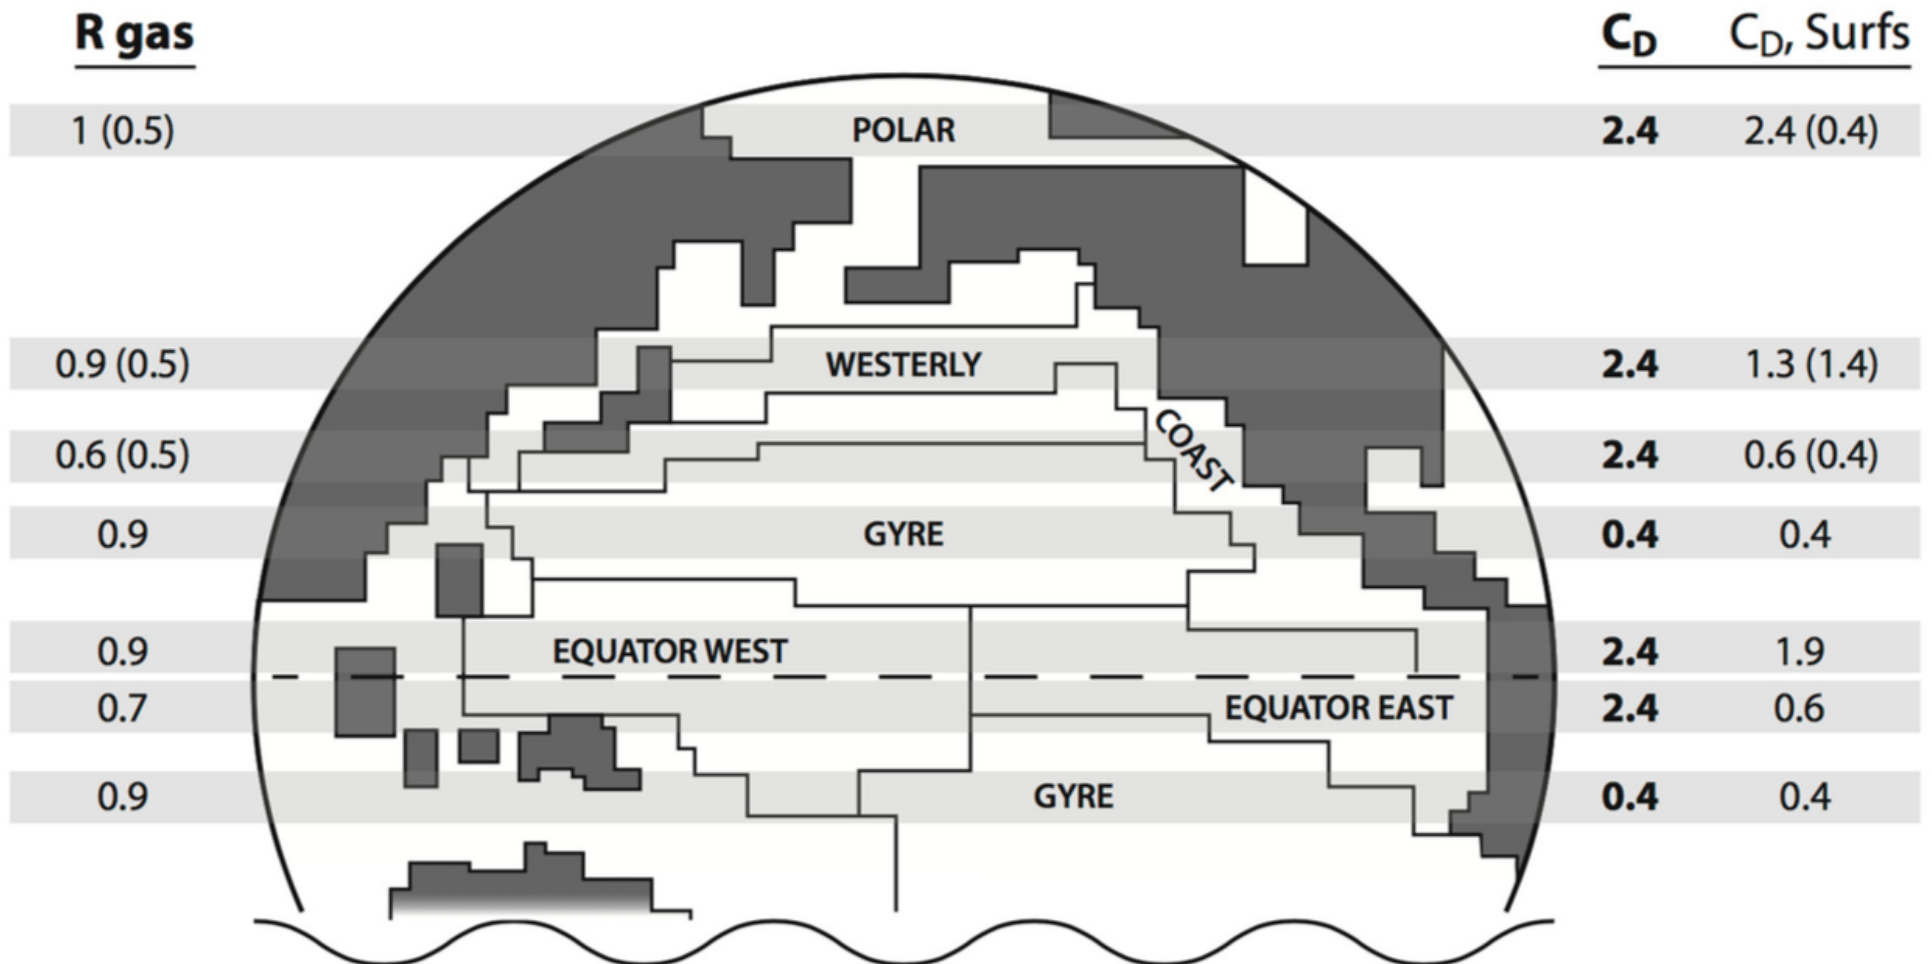 R gas C_D C_D, Surfs
1 (0.5) POLAR 2.4 2.4 (0.4)
0.9 (0.5) WESTERLY 2.4 1.3 (1.4)
COAST
0.6 (0.5) 2.4 0.6 (0.4)
0.9 GYRE 0.4 0.4
0.9 EQUATOR WEST 2.4 1.9
0.7 EQUATOR EAST 2.4 0.6
0.9 GYRE 0.4 0.4